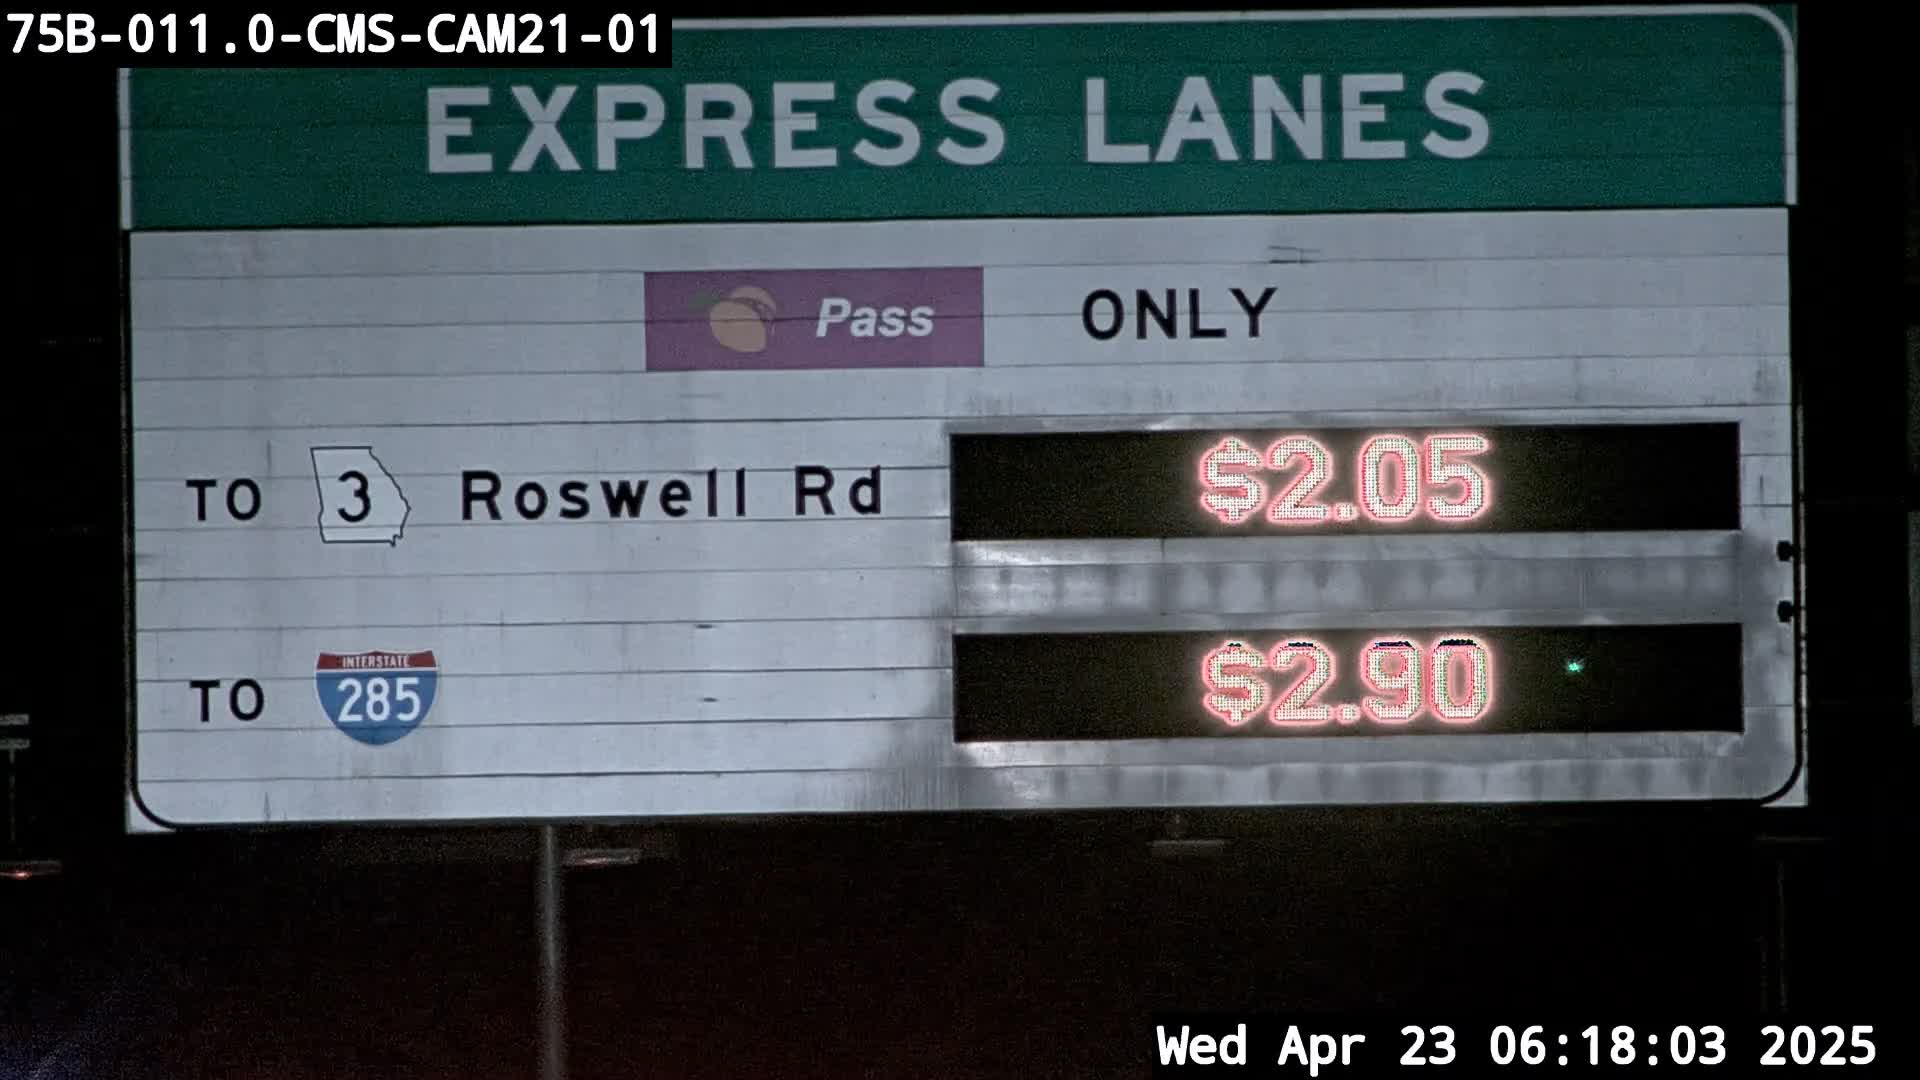 75B-011.0-CMS-CAM21-01
EXPRESS LANES
Pass ONLY
TO 3 Roswell Rd $2.05
TO INTERSTATE 285 $2.90
Wed Apr 23 06:18:03 2025